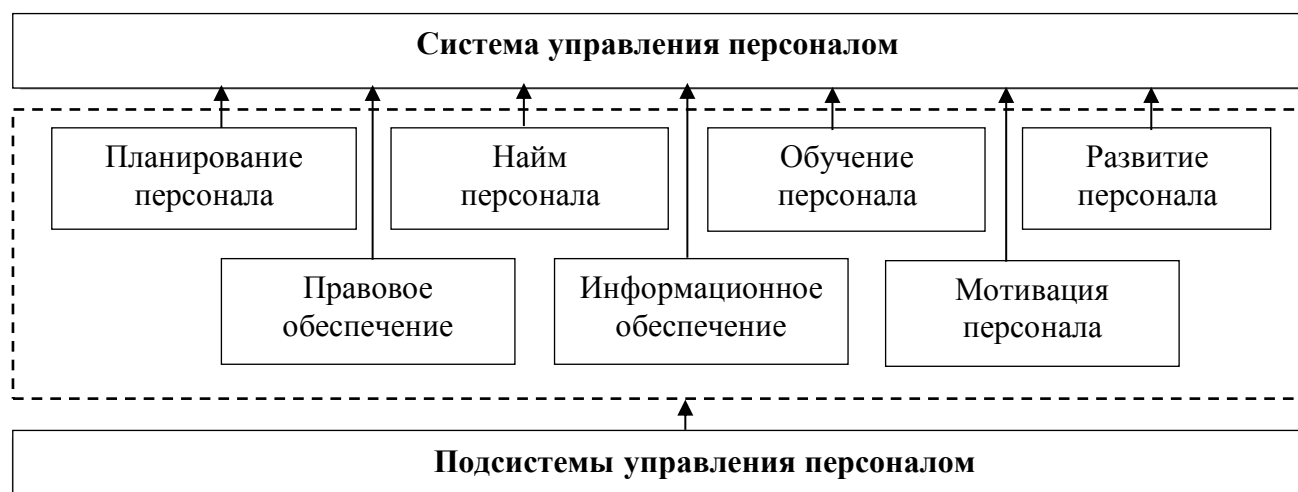 Система управления персоналом
Планирование
персонала
Найм
персонала
Обучение
персонала
Развитие
персонала
Правовое
обеспечение
Информационное
обеспечение
Мотивация
персонала
Подсистемы управления персоналом